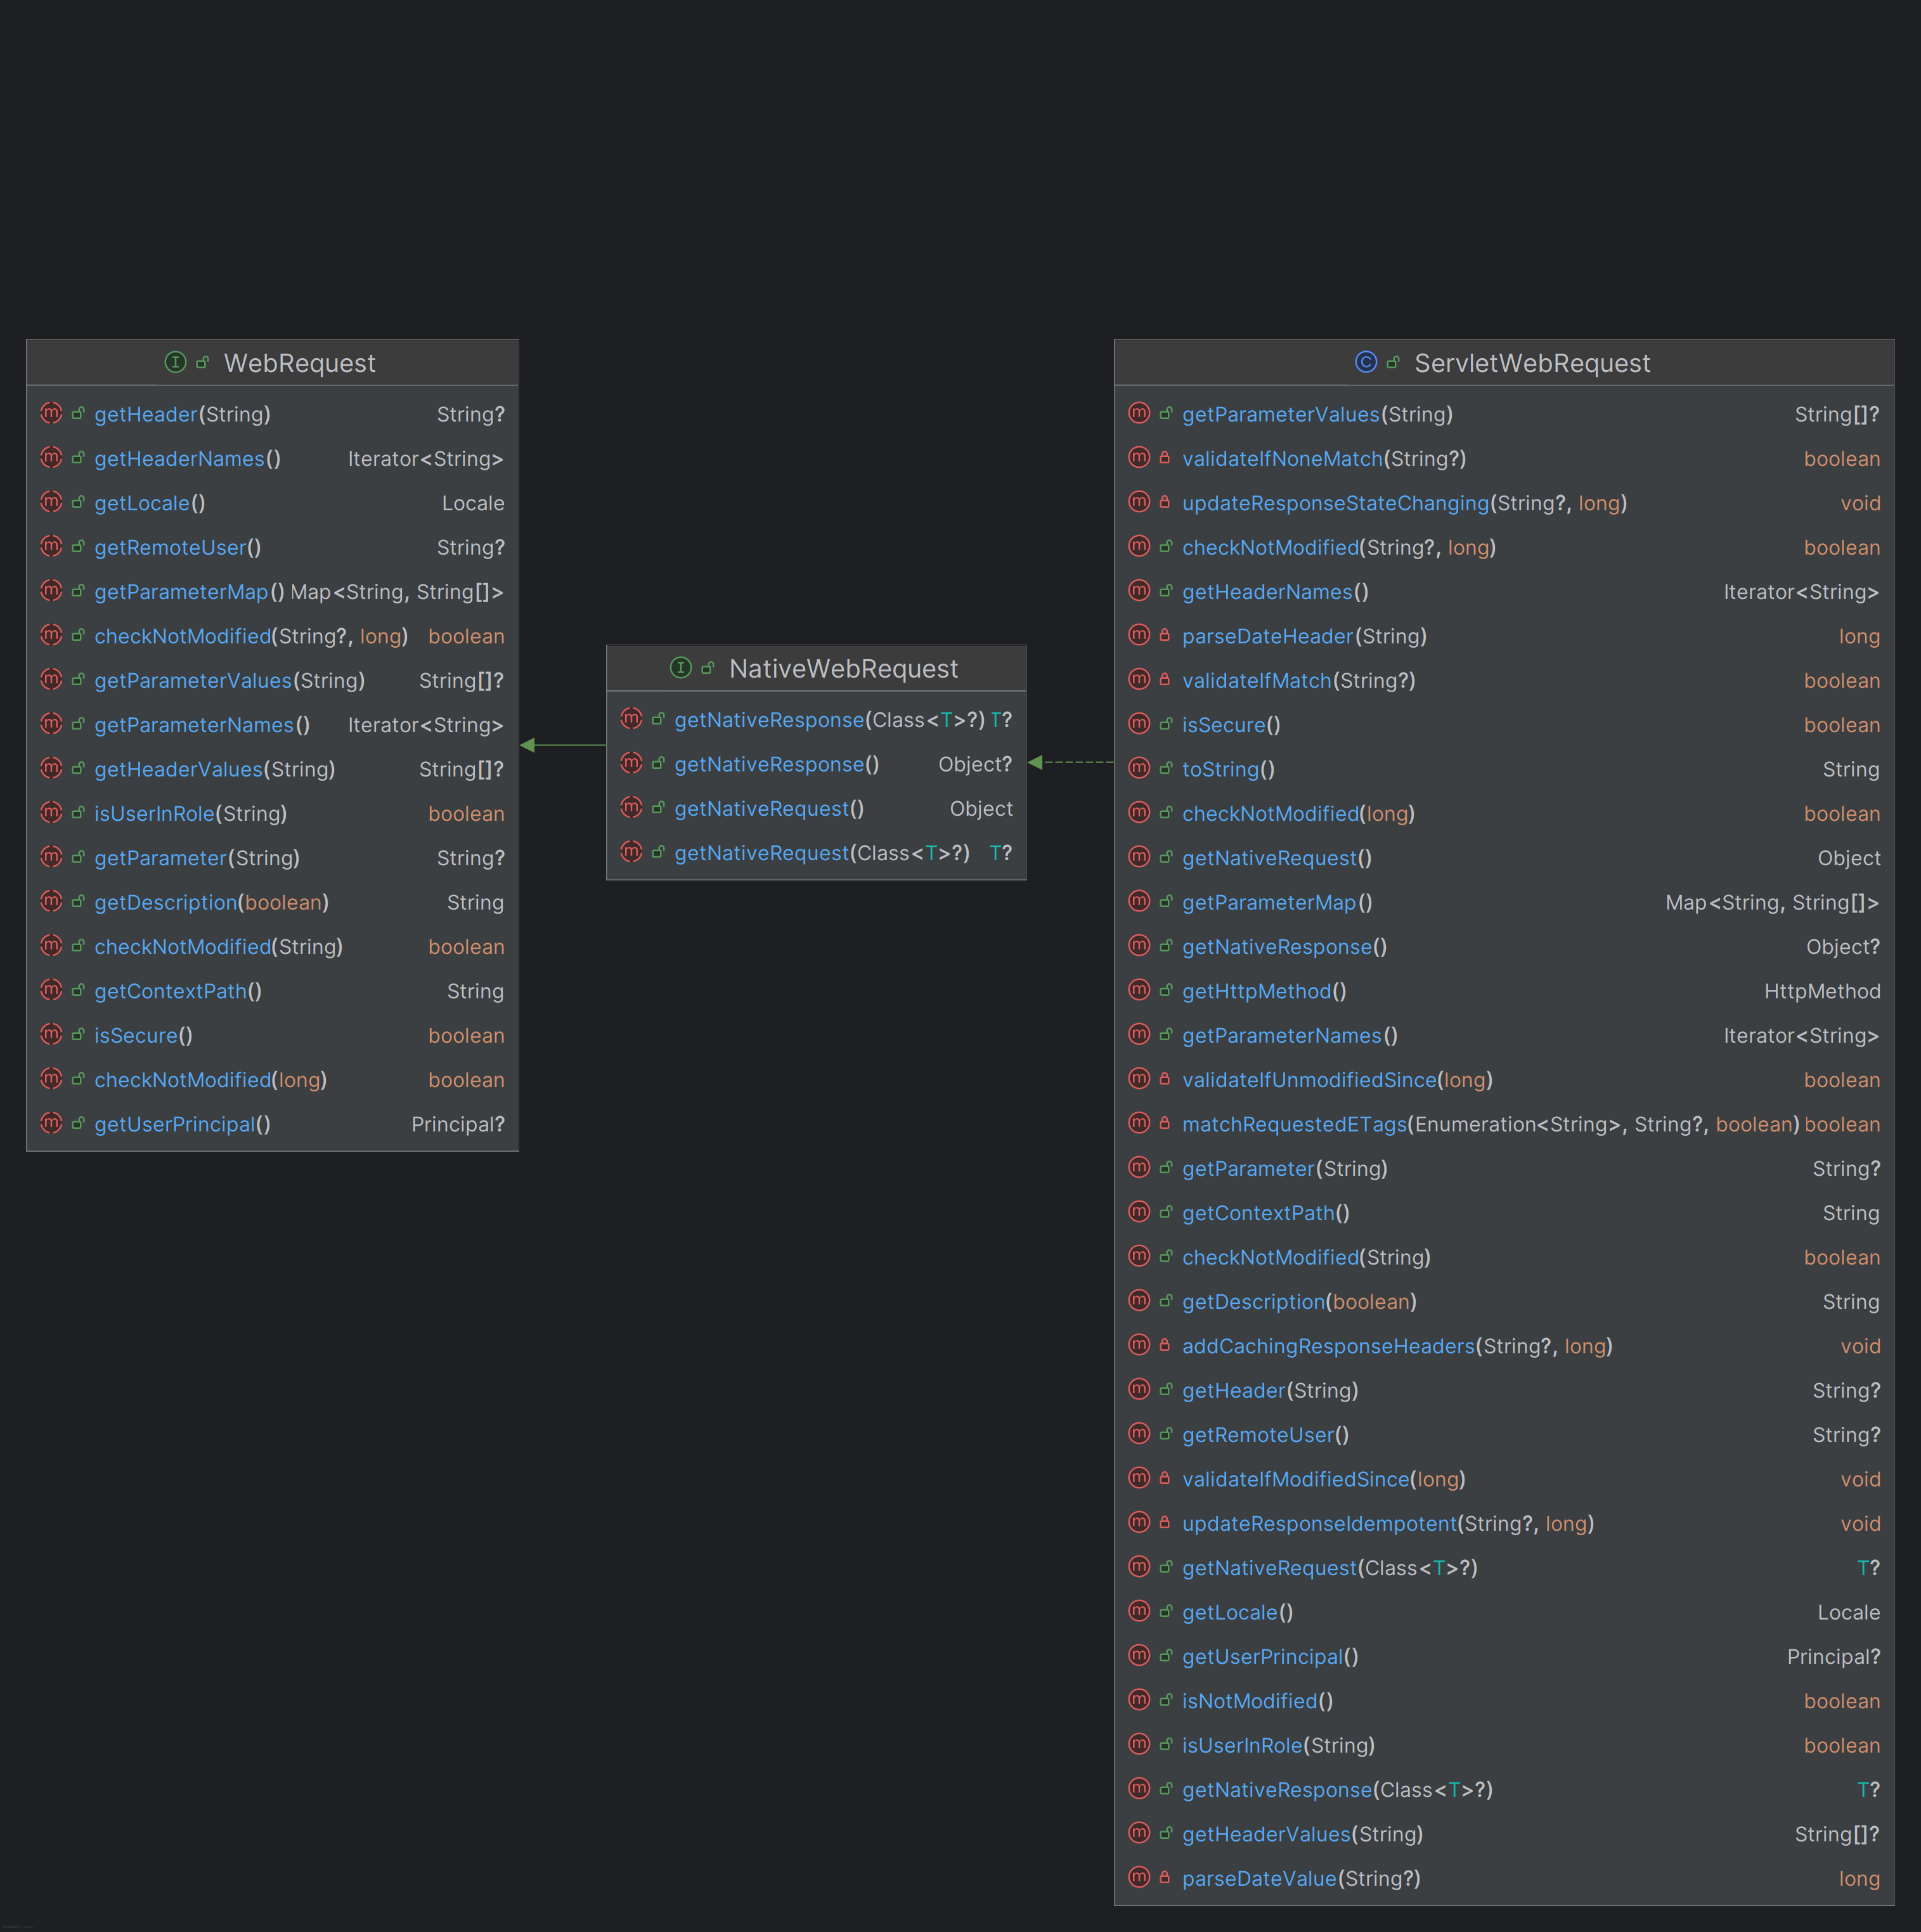 WebRequest
getHeader(String) String?
getHeaderNames() Iterator<String>
getLocale() Locale
getRemoteUser() String?
getParameterMap() Map<String, String[]>
checkNotModified(String?, long) boolean
getParameterValues(String) String[]?
getParameterNames() Iterator<String>
getHeaderValues(String) String[]?
isUserInRole(String) boolean
getParameter(String) String?
getDescription(boolean) String
checkNotModified(String) boolean
getContextPath() String
isSecure() boolean
checkNotModified(long) boolean
getUserPrincipal() Principal?
NativeWebRequest
getNativeResponse(Class<T>?) T?
getNativeResponse() Object?
getNativeRequest() Object
getNativeRequest(Class<T>?) T?
ServletWebRequest
getParameterValues(String) String[]?
validateIfNoneMatch(String?) boolean
updateResponseStateChanging(String?, long) void
checkNotModified(String?, long) boolean
getHeaderNames() Iterator<String>
parseDateHeader(String) long
validateIfMatch(String?) boolean
isSecure() boolean
toString() String
checkNotModified(long) boolean
getNativeRequest() Object
getParameterMap() Map<String, String[]>
getNativeResponse() Object?
getHttpMethod() HttpMethod
getParameterNames() Iterator<String>
validateIfUnmodifiedSince(long) boolean
matchRequestedETags(Enumeration<String>, String?, boolean) boolean
getParameter(String) String?
getContextPath() String
checkNotModified(String) boolean
getDescription(boolean) String
addCachingResponseHeaders(String?, long) void
getHeader(String) String?
getRemoteUser() String?
validateIfModifiedSince(long) void
updateResponseIdempotent(String?, long) void
getNativeRequest(Class<T>?) T?
getLocale() Locale
getUserPrincipal() Principal?
isNotModified() boolean
isUserInRole(String) boolean
getNativeResponse(Class<T>?) T?
getHeaderValues(String) String[]?
parseDateValue(String?) long